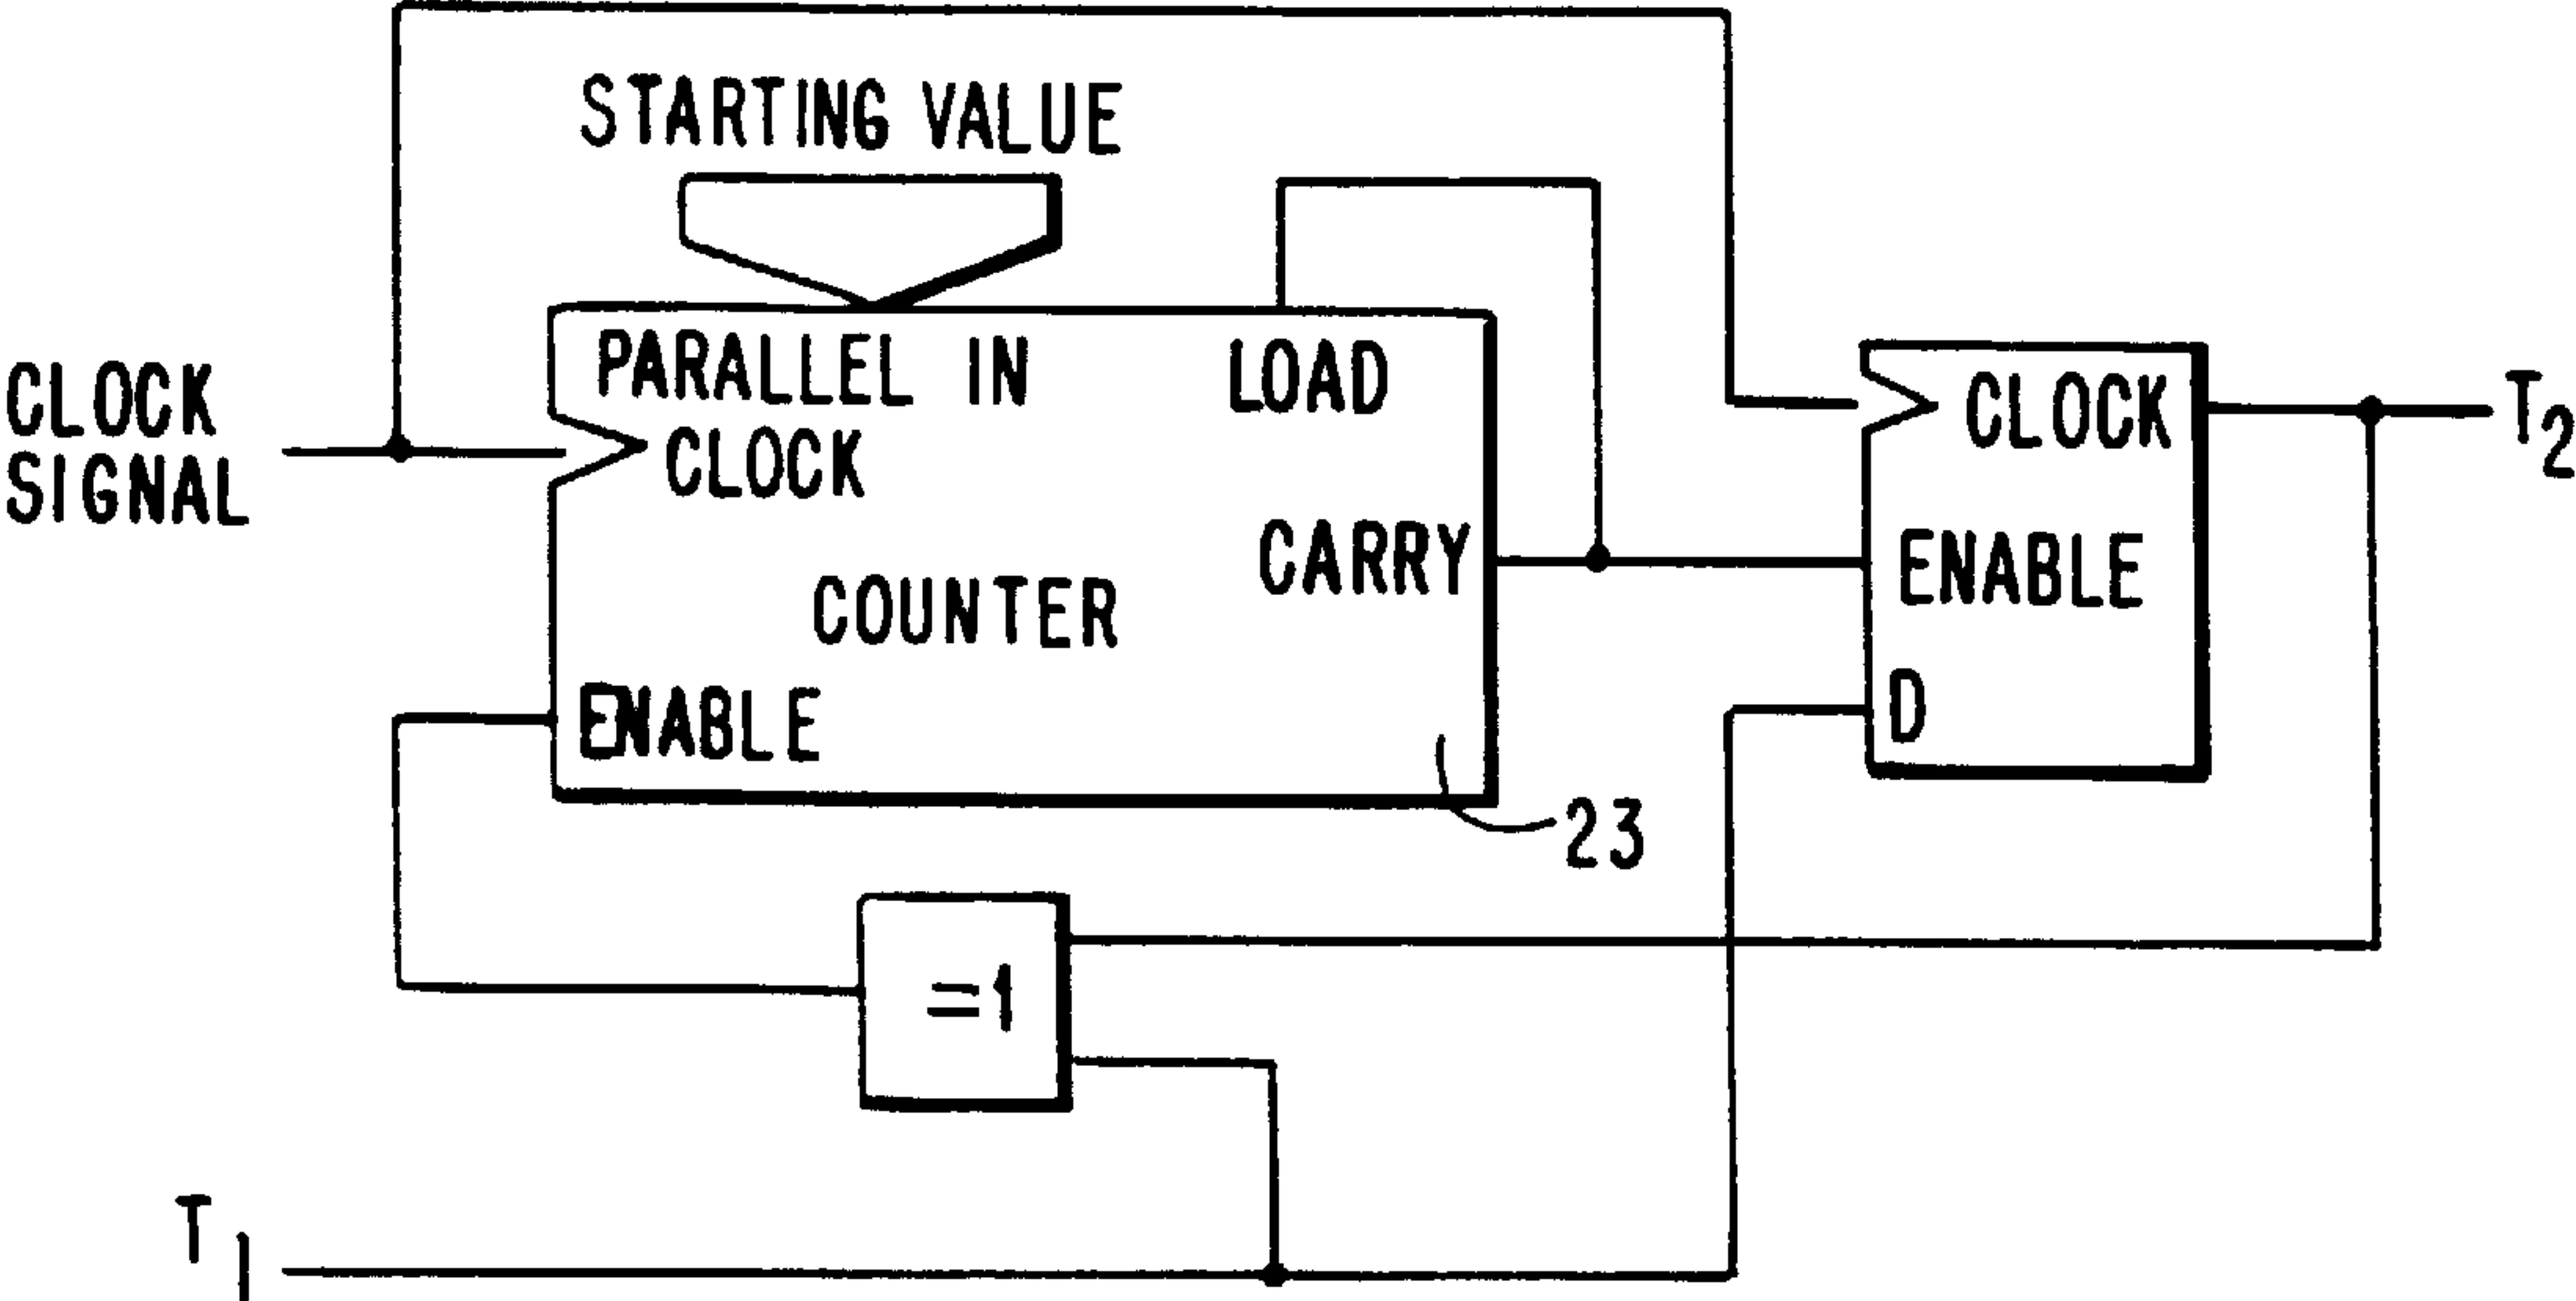 STARTING VALUE
CLOCK
SIGNAL
PARALLEL IN
LOAD
CLOCK
CARRY
COUNTER
ENABLE
23
CLOCK
ENABLE
D
T2
=1
T1